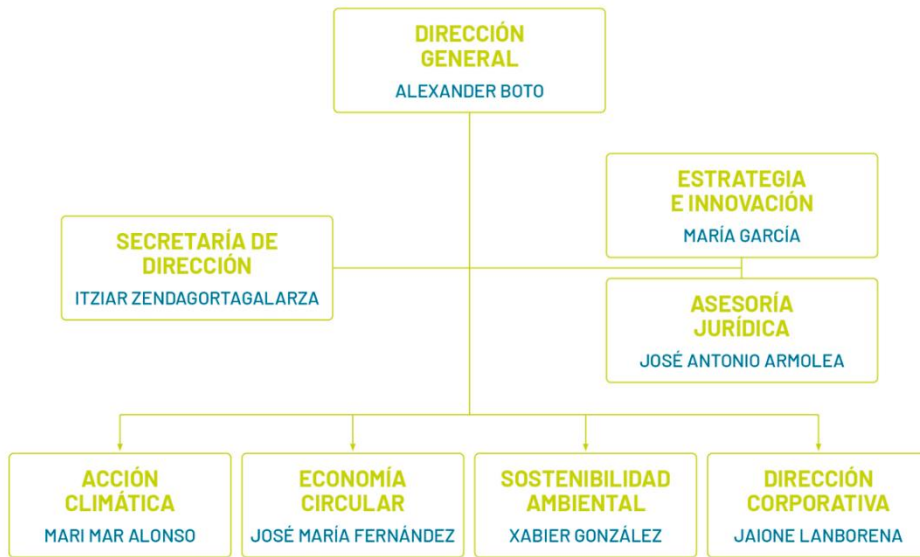 DIRECCIÓN
GENERAL
ALEXANDER BOTO
ESTRATEGIA
E INNOVACIÓN
MARÍA GARCÍA
SECRETARÍA DE
DIRECCIÓN
ITZIAR ZENDAGORTAGALARZA
ASESORÍA
JURÍDICA
JOSÉ ANTONIO ARMOLEA
ACCIÓN
CLIMÁTICA
MARI MAR ALONSO
ECONOMÍA
CIRCULAR
JOSÉ MARÍA FERNÁNDEZ
SOSTENIBILIDAD
AMBIENTAL
XABIER GONZÁLEZ
DIRECCIÓN
CORPORATIVA
JAIONE LANBORENA